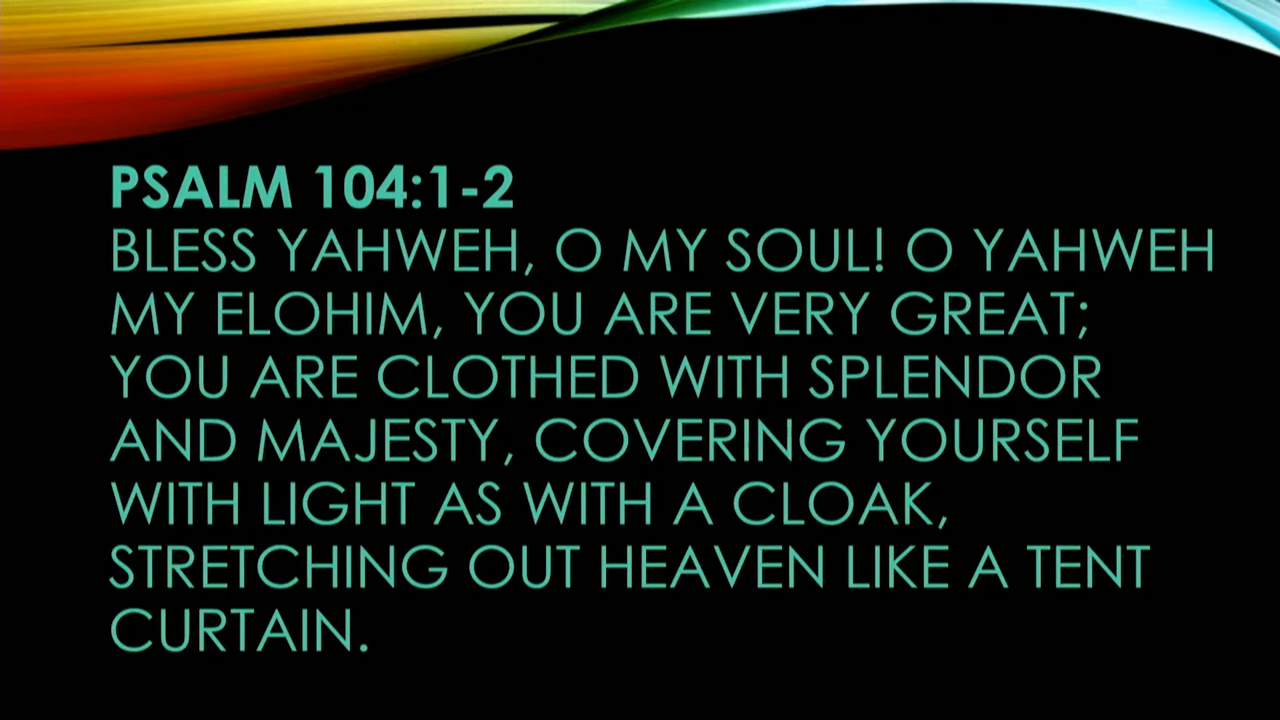 PSALM 104:1-2
BLESS YAHWEH, O MY SOUL! O YAHWEH
MY ELOHIM, YOU ARE VERY GREAT;
YOU ARE CLOTHED WITH SPLENDOR
AND MAJESTY, COVERING YOURSELF
WITH LIGHT AS WITH A CLOAK,
STRETCHING OUT HEAVEN LIKE A TENT
CURTAIN.